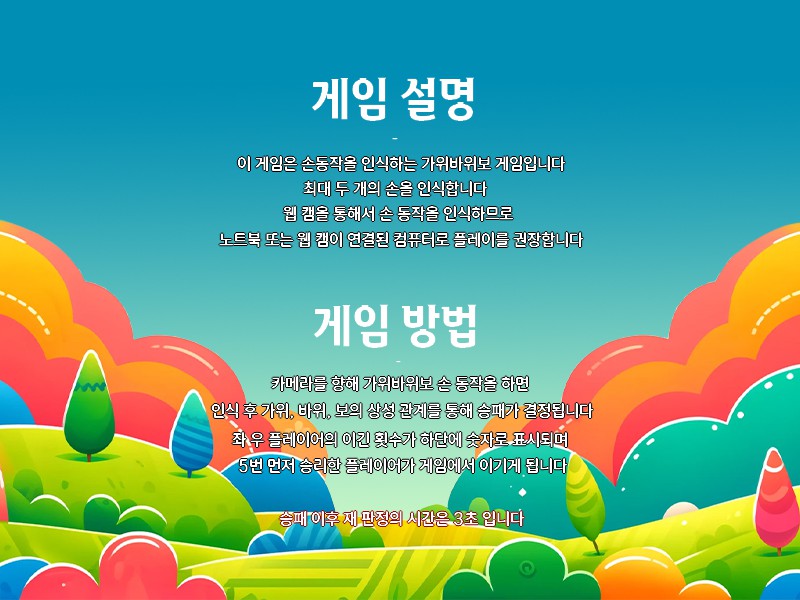 게임 설명
-
이 게임은 손동작을 인식하는 가위바위보 게임입니다
최대 두 개의 손을 인식합니다
웹 캠을 통해서 손 동작을 인식하므로
노트북 또는 웹 캠이 연결된 컴퓨터로 플레이를 권장합니다
게임 방법
-
카메라를 향해 가위바위보 손 동작을 하면
인식 후 가위, 바위, 보의 상성 관계를 통해 승패가 결정됩니다
좌 우 플레이어의 이긴 횟수가 하단에 숫자로 표시되며
5번 먼저 승리한 플레이어가 게임에서 이기게 됩니다
승패 이후 재 판정의 시간은 3초 입니다